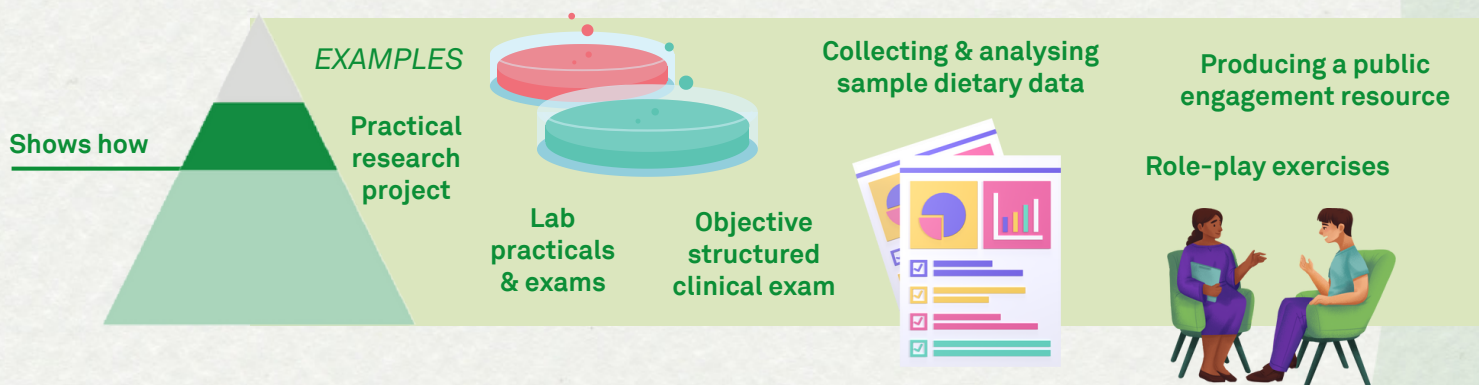 Shows how
EXAMPLES
Practical
research
project
Lab
practicals
& exams
Objective
structured
clinical exam
Collecting & analysing
sample dietary data
Producing a public
engagement resource
Role-play exercises